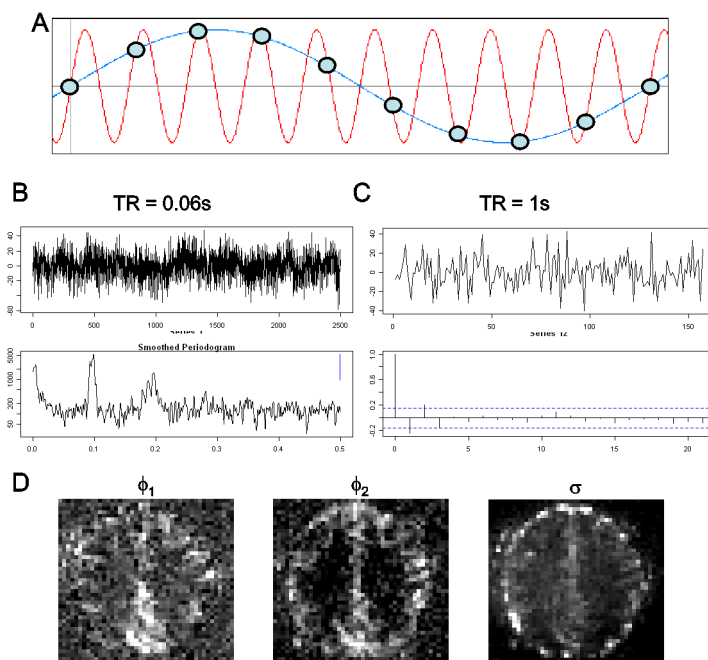 A
B
TR = 0.06s
40
20
0
-20
-60
0 500 1000 1500 2000 2500
Series
Smoothed Periodogram
5000
1000
200
50
0.0 0.1 0.2 0.3 0.4 0.5
C
TR = 1s
40
20
0
-20
-40
0 50 100 150
Series 12
1.0
0.6
0.2
-0.2
0 5 10 15 20
D
ϕ1
ϕ2
σ